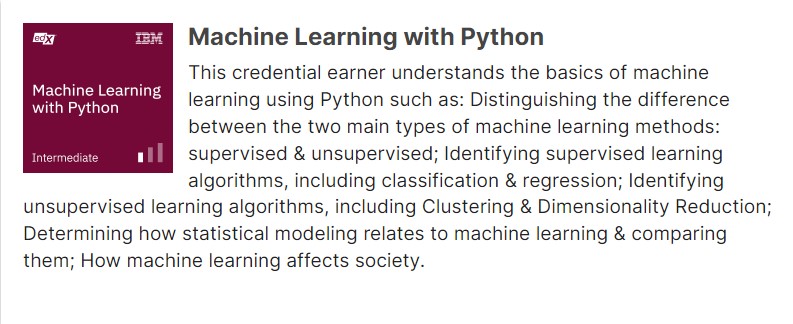 edX IBM
Machine Learning
with Python
Intermediate
Machine Learning with Python
This credential earner understands the basics of machine
learning using Python such as: Distinguishing the difference
between the two main types of machine learning methods:
supervised & unsupervised; Identifying supervised learning
algorithms, including classification & regression; Identifying
unsupervised learning algorithms, including Clustering & Dimensionality Reduction;
Determining how statistical modeling relates to machine learning & comparing
them; How machine learning affects society.